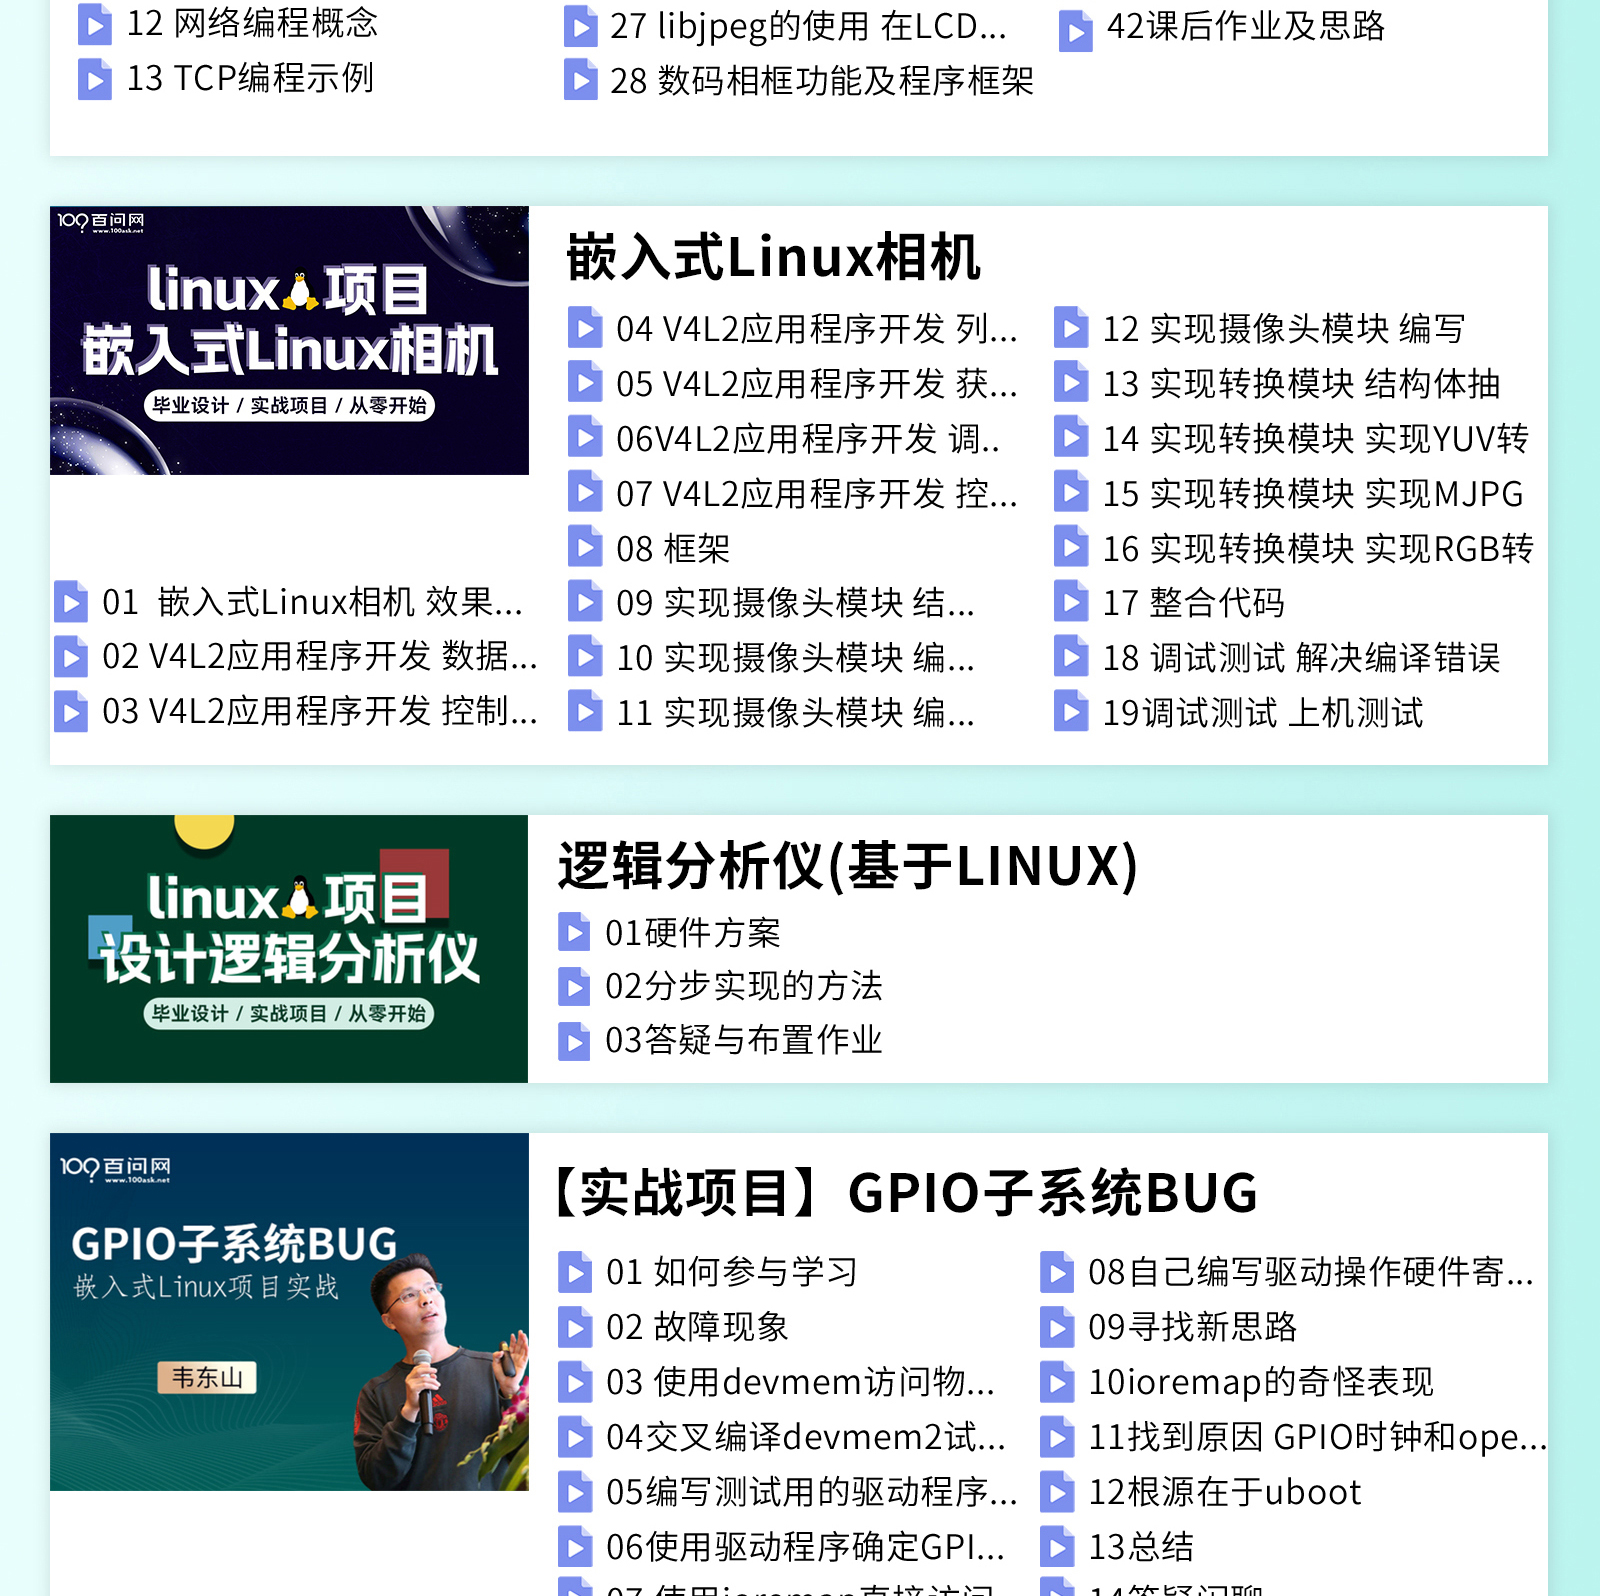 12 网络编程概念
13 TCP编程示例
27 libjpeg的使用 在LCD...
28 数码相框功能及程序框架
42课后作业及思路
百问网
www.100ask.net
linux项目
嵌入式Linux相机
毕业设计 / 实战项目 / 从零开始
嵌入式Linux相机
01 嵌入式Linux相机 效果...
02 V4L2应用程序开发 数据...
03 V4L2应用程序开发 控制...
04 V4L2应用程序开发 列...
05 V4L2应用程序开发 获...
06V4L2应用程序开发 调..
07 V4L2应用程序开发 控...
08 框架
09 实现摄像头模块 结...
10 实现摄像头模块 编...
11 实现摄像头模块 编...
12 实现摄像头模块 编写
13 实现转换模块 结构体抽
14 实现转换模块 实现YUV转
15 实现转换模块 实现MJPG
16 实现转换模块 实现RGB转
17 整合代码
18 调试测试 解决编译错误
19调试测试 上机测试
linux项目
设计逻辑分析仪
毕业设计 / 实战项目 / 从零开始
逻辑分析仪(基于LINUX)
01硬件方案
02分步实现的方法
03答疑与布置作业
百问网
www.100ask.net
GPIO子系统BUG
嵌入式Linux项目实战
韦东山
【实战项目】GPIO子系统BUG
01 如何参与学习
02 故障现象
03 使用devmem访问物...
04交叉编译devmem2试...
05编写测试用的驱动程序...
06使用驱动程序确定GPI...
07 使用ioremap直接访问
08自己编写驱动操作硬件寄...
09寻找新思路
10ioremap的奇怪表现
11找到原因 GPIO时钟和ope...
12根源在于uboot
13总结
14答疑闲聊